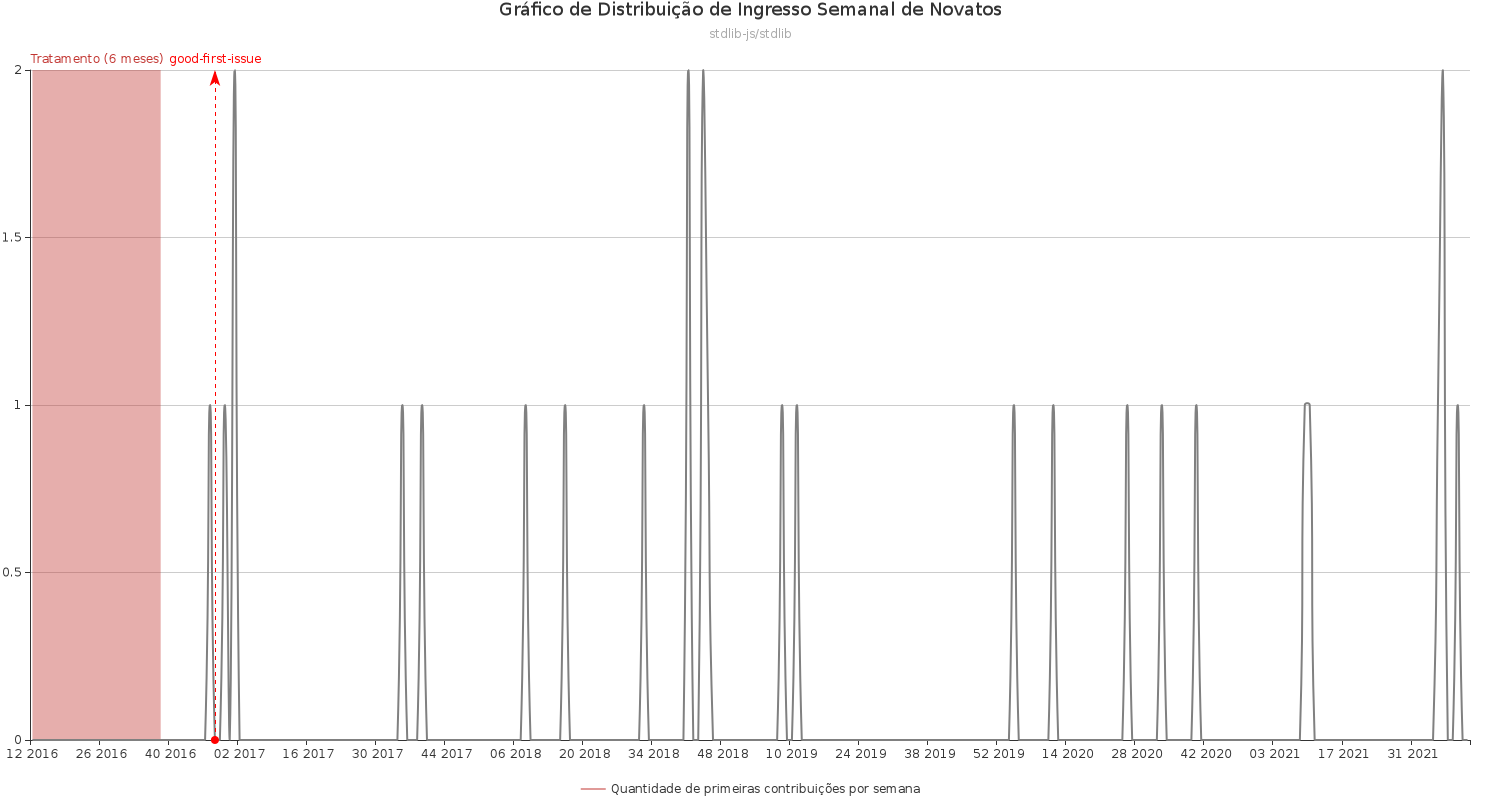 Gráfico de Distribuição de Ingresso Semanal de Novatos
stdlib-js/stdlib
Tratamento (6 meses) good-first-issue
2
1.5
1
0.5
0
12 2016 26 2016 40 2016 02 2017 16 2017 30 2017 44 2017 06 2018 20 2018 34 2018 48 2018 10 2019 24 2019 38 2019 52 2019 14 2020 28 2020 42 2020 03 2021 17 2021 31 2021
Quantidade de primeiras contribuições por semana